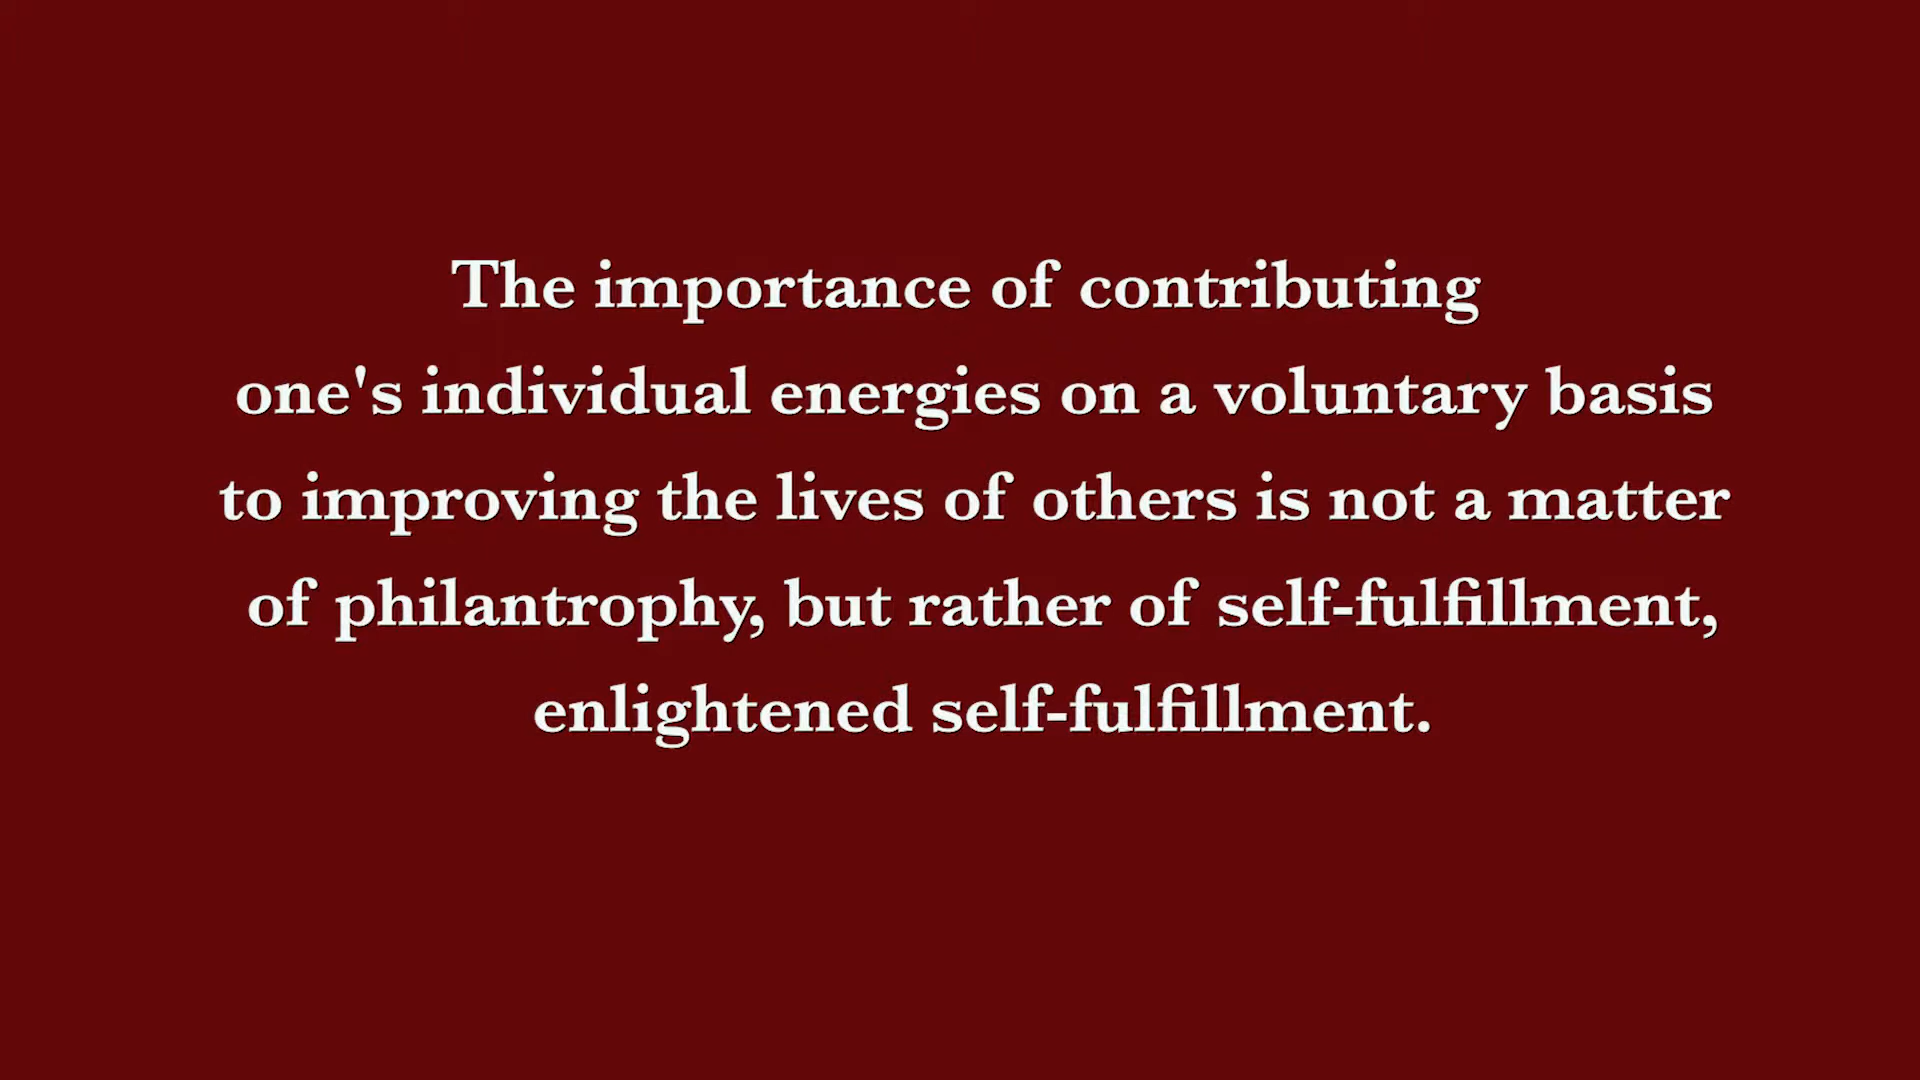 The importance of contributing
one's individual energies on a voluntary basis
to improving the lives of others is not a matter
of philantrophy, but rather of self-fulfillment,
enlightened self-fulfillment.